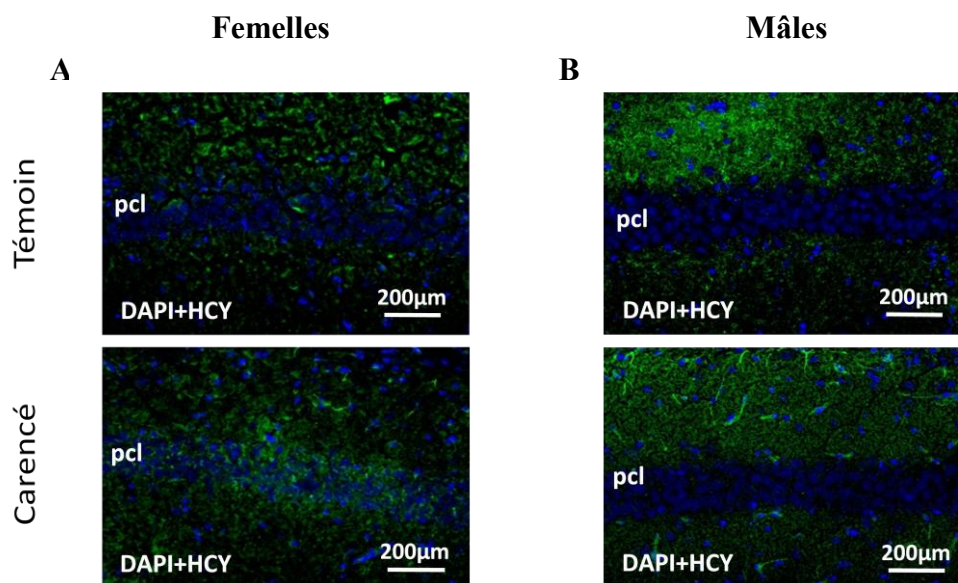 Femelles
Mâles
A
B
Témoin
pcl
DAPI+HCY
200µm
pcl
DAPI+HCY
200µm
Carencé
pcl
DAPI+HCY
200µm
pcl
DAPI+HCY
200µm